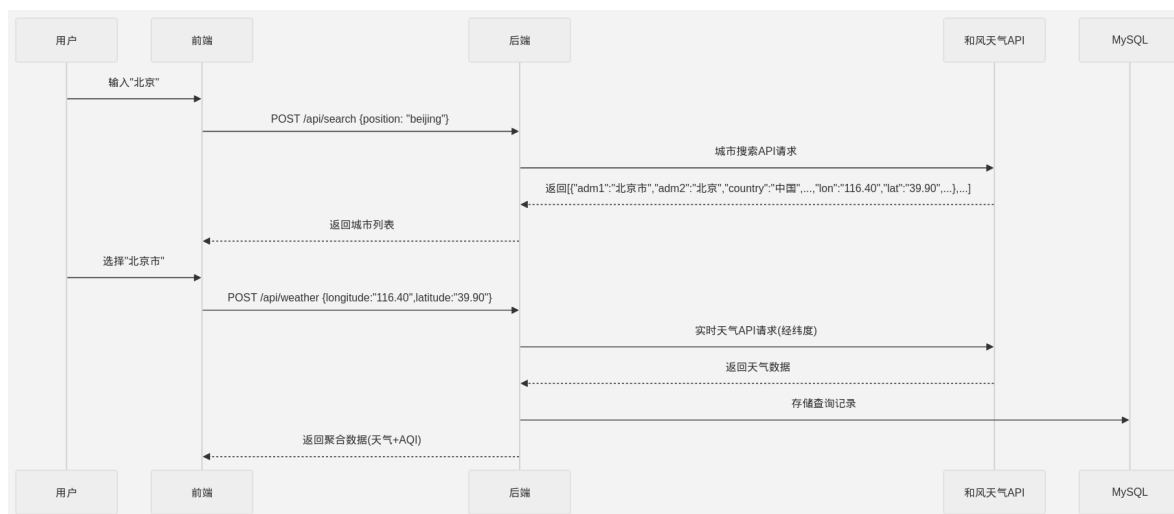 用户 前端 后端 和风天气API MySQL
输入"北京"
POST /api/search {position: "beijing"}
城市搜索API请求
返回[{"adm1":"北京市","adm2":"北京","country":"中国",...,"lon":"116.40","lat":"39.90",...},...]
返回城市列表
选择"北京市"
POST /api/weather {longitude:"116.40",latitude:"39.90"}
实时天气API请求(经纬度)
返回天气数据
存储查询记录
返回聚合数据(天气+AQI)
用户 前端 后端 和风天气API MySQL